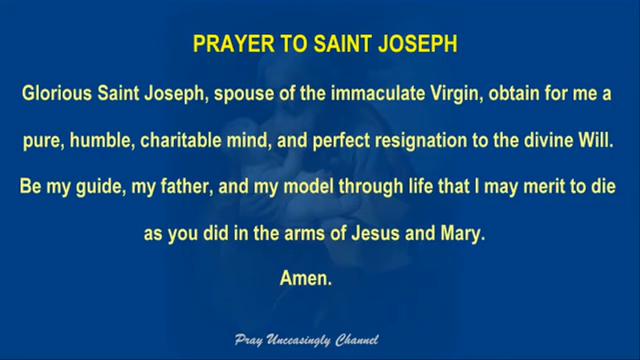 PRAYER TO SAINT JOSEPH
Glorious Saint Joseph, spouse of the immaculate Virgin, obtain for me a
pure, humble, charitable mind, and perfect resignation to the divine Will.
Be my guide, my father, and my model through life that I may merit to die
as you did in the arms of Jesus and Mary.
Amen.
Pray Unceasingly Channel